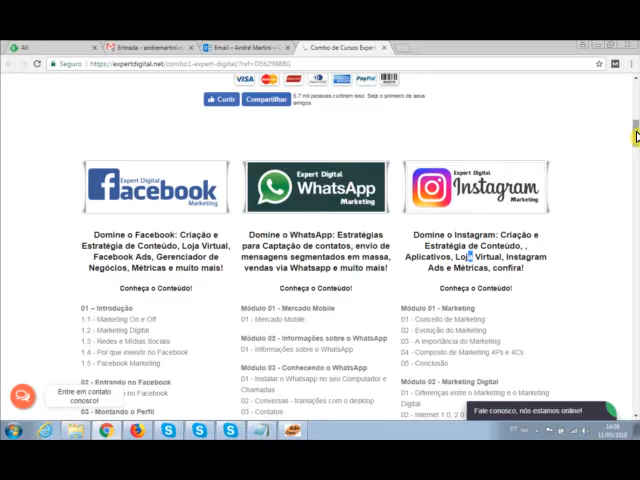 All
Entrada - andremartini
Email – André Martini – O
Combo de Cursos Expert
Seguro
https://expertdigital.net/combo1-expert-digital/?ref=D5629888G
VISA
PayPal
Curtir
Compartilhar
6,7 mil pessoas curtiram isso. Seja o primeiro de seus
amigos.
Expert Digital
facebook
Marketing
Expert Digital
WhatsApp
Marketing
Expert Digital
Instagram
Marketing
Domine o Facebook: Criação e
Estratégia de Conteúdo, Loja Virtual,
Facebook Ads, Gerenciador de
Negócios, Métricas e muito mais!
Conheça o Conteúdo!
01 – Introdução
1.1 - Marketing On e Off
1.2 - Marketing Digital
1.3 - Redes e Mídias Sociais
1.4 - Por que investir no Facebook
1.5 - Facebook Marketing
02 - Entrando no Facebook
03 - Montando o Perfil
Domine o WhatsApp: Estratégias
para Captação de contatos, envio de
mensagens segmentados em massa,
vendas via Whatsapp e muito mais!
Conheça o Conteúdo!
Módulo 01 - Mercado Mobile
01 - Mercado Mobile
Módulo 02 - Informações sobre o WhatsApp
01 - Informações sobre o WhatsApp
Módulo 03 - Conhecendo o WhatsApp
01 - Instalar o Whatsapp no seu Computador e
Chamadas
02 - Conversas - transições com o desktop
03 - Contatos
Domine o Instagram: Criação e
Estratégia de Conteúdo, ,
Aplicativos, Loja Virtual, Instagram
Ads e Métricas, confira!
Conheça o Conteúdo!
Módulo 01 - Marketing
01 - Conceito de Marketing
02 - Evolução do Marketing
03 - A importância do Marketing
04 - Composto de Marketing 4Ps e 4Cs
05 - Conclusão
Módulo 02 - Marketing Digital
01 - Diferenças entre o Marketing e o Marketing
Digital
02 - Internet 1.0, 2.0
Entre em contato
conosco!
Fale conosco, nós estamos online!
PT
14:08
11/05/2018